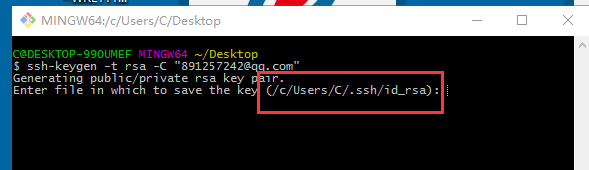 MINGW64:/c/Users/C/Desktop
C@DESKTOP-99OUMEF MINGW64 ~/Desktop
$ ssh-keygen -t rsa -C "891257242@qq.com"
Generating public/private rsa key pair.
Enter file in which to save the key (/c/Users/C/.ssh/id_rsa):